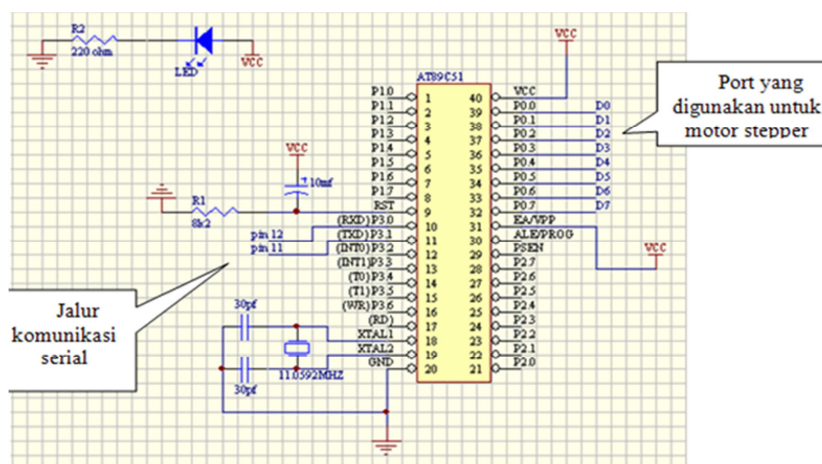 R2
220 ohm
LED
VCC
VCC
AT89C51
P1.0
P1.1
P1.2
P1.3
P1.4
P1.5
P1.6
P1.7
RST
(RXD)P3.0
(TXD)P3.1
(INT0)P3.2
(INT1)P3.3
(T0)P3.4
(T1)P3.5
(WR)P3.6
(RD)
XTAL1
XTAL2
GND
1
2
3
4
5
6
7
8
9
10
11
12
13
14
15
16
17
18
19
20
40
39
38
37
36
35
34
33
32
31
30
29
28
27
26
25
24
23
22
21
VCC
P0.0
P0.1
P0.2
P0.3
P0.4
P0.5
P0.6
P0.7
EA/VPP
ALE/PROG
PSEN
P2.7
P2.6
P2.5
P2.4
P2.3
P2.2
P2.1
P2.0
D0
D1
D2
D3
D4
D5
D6
D7
VCC
Port yang
digunakan untuk
motor stepper
VCC
10mf
R1
8k2
pin 12
pin 11
Jalur
komunikasi
serial
30pf
11.0592MHZ
30pf